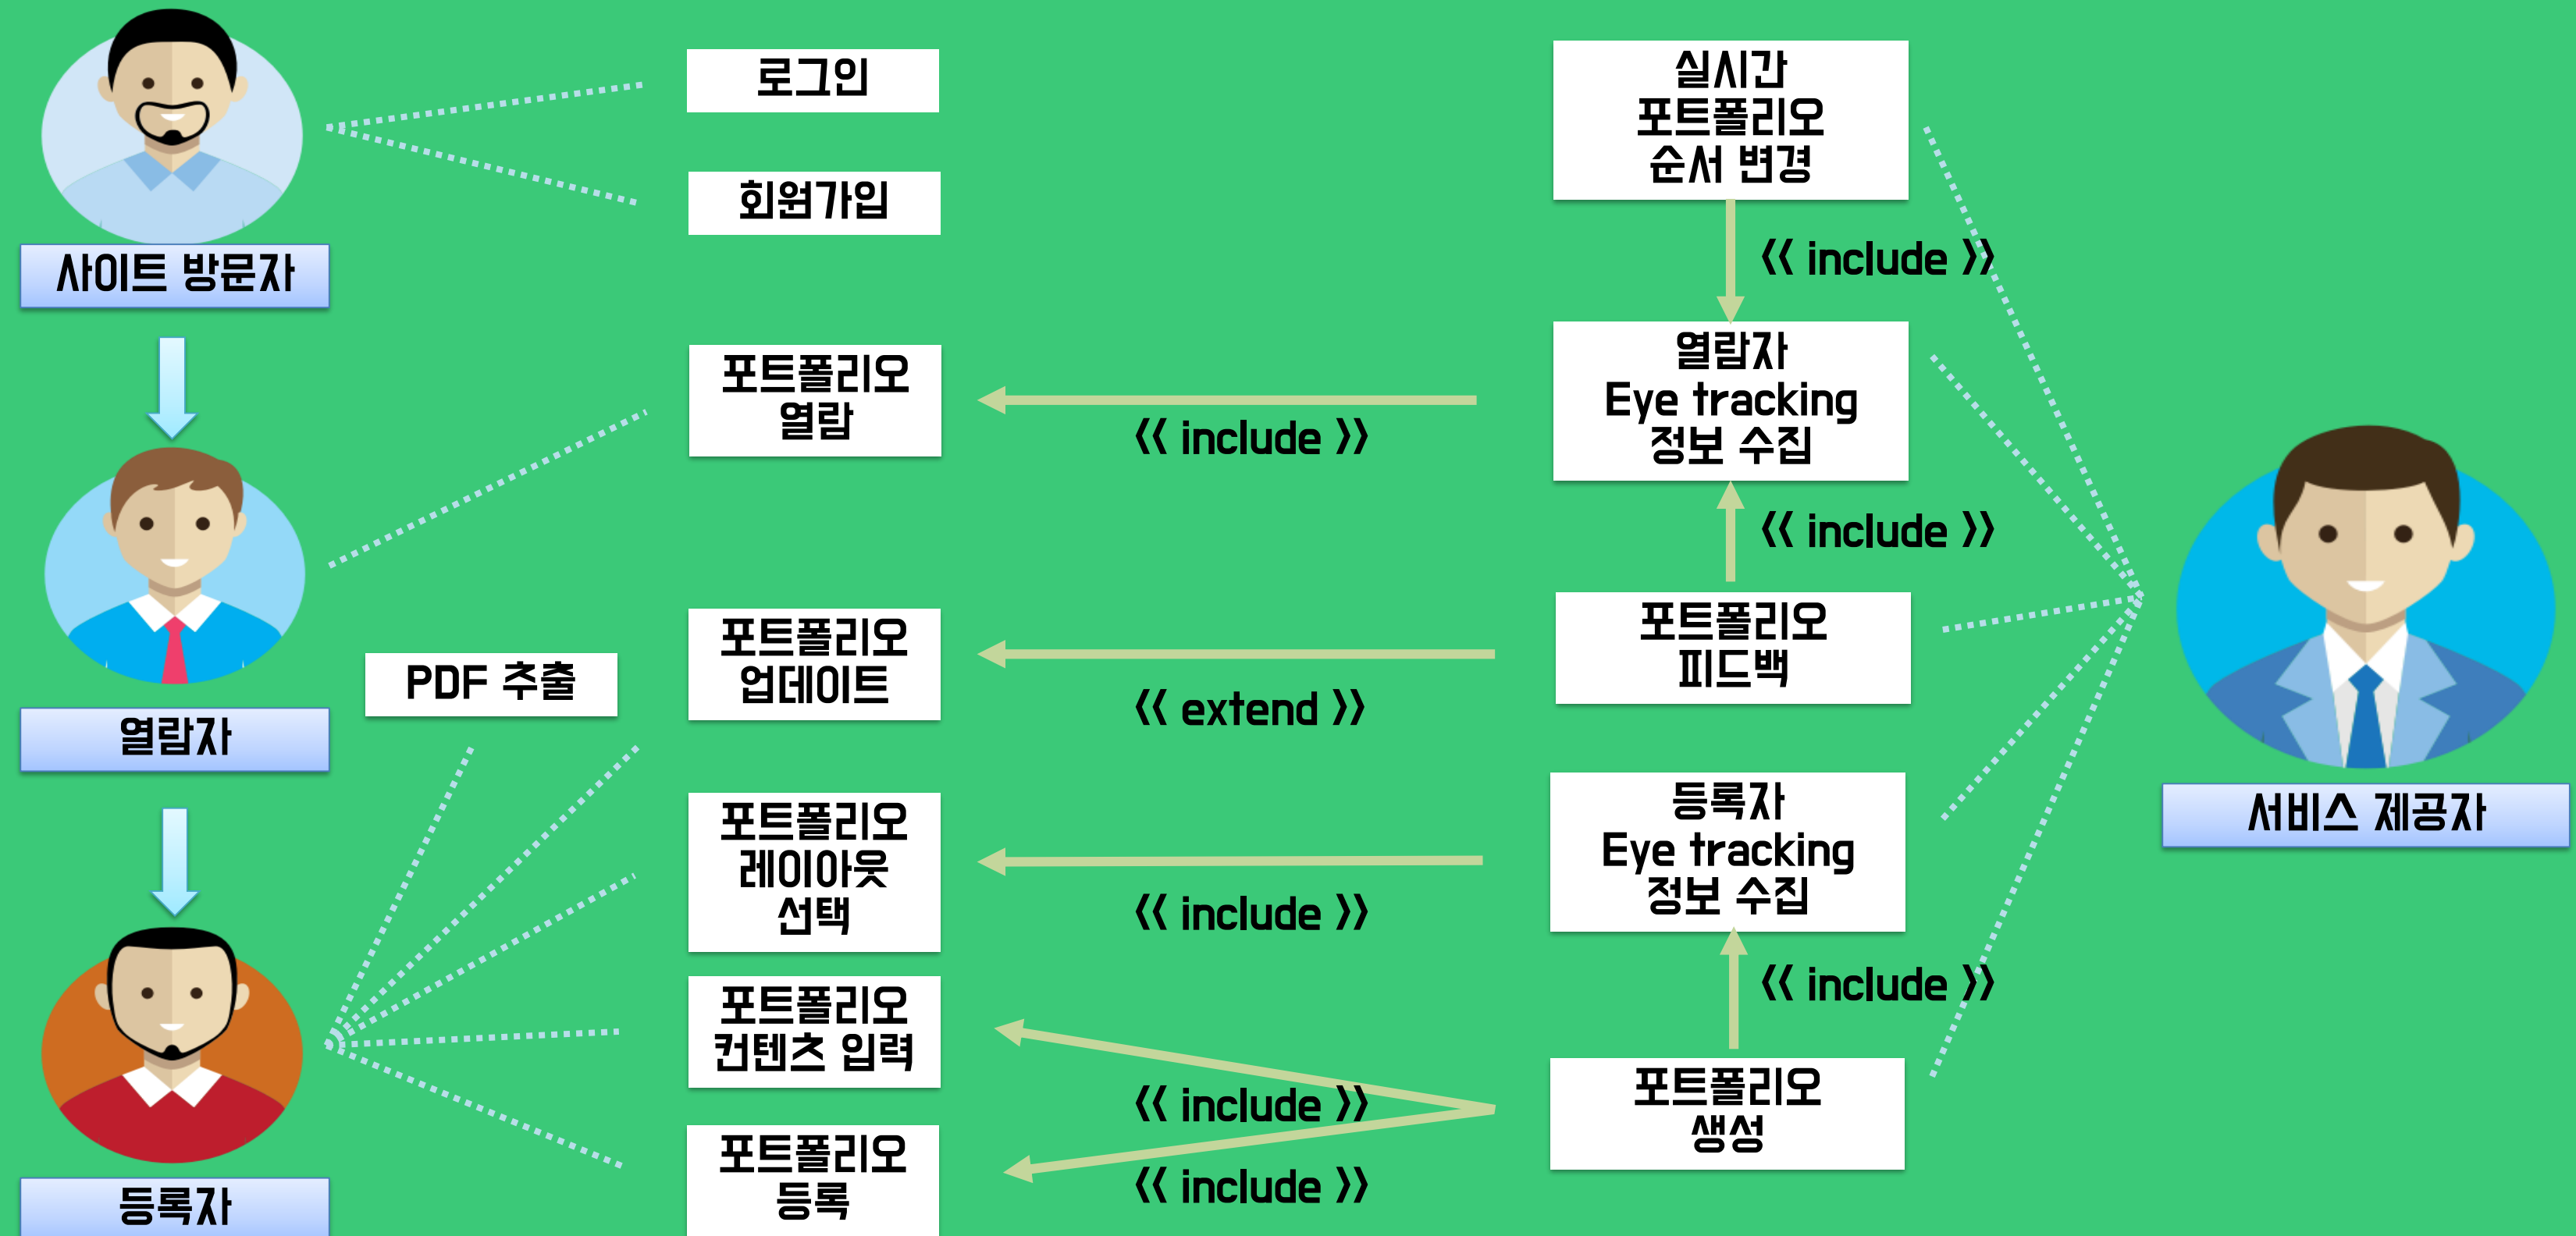 로그인
회원가입
사이트 방문자
실시간
포트폴리오
순서 변경
<< include >>
포트폴리오
열람
<< include >>
열람자
Eye tracking
정보 수집
<< include >>
열람자
PDF 추출
포트폴리오
업데이트
<< extend >>
포트폴리오
피드백
서비스 제공자
포트폴리오
레이아웃
선택
<< include >>
등록자
Eye tracking
정보 수집
<< include >>
포트폴리오
컨텐츠 입력
<< include >>
포트폴리오
생성
등록자
포트폴리오
등록
<< include >>